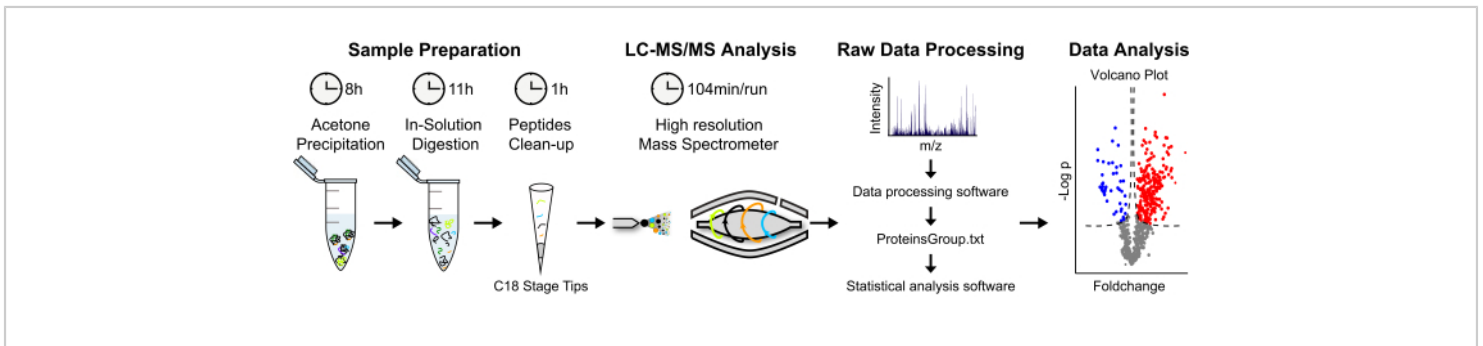 Sample Preparation
8h
11h
1h
Acetone
Precipitation
In-Solution
Digestion
Peptides
Clean-up
C18 Stage Tips
LC-MS/MS Analysis
104min/run
High resolution
Mass Spectrometer
Raw Data Processing
Intensity
m/z
Data processing software
ProteinsGroup.txt
Statistical analysis software
Data Analysis
Volcano Plot
-Log p
Foldchange